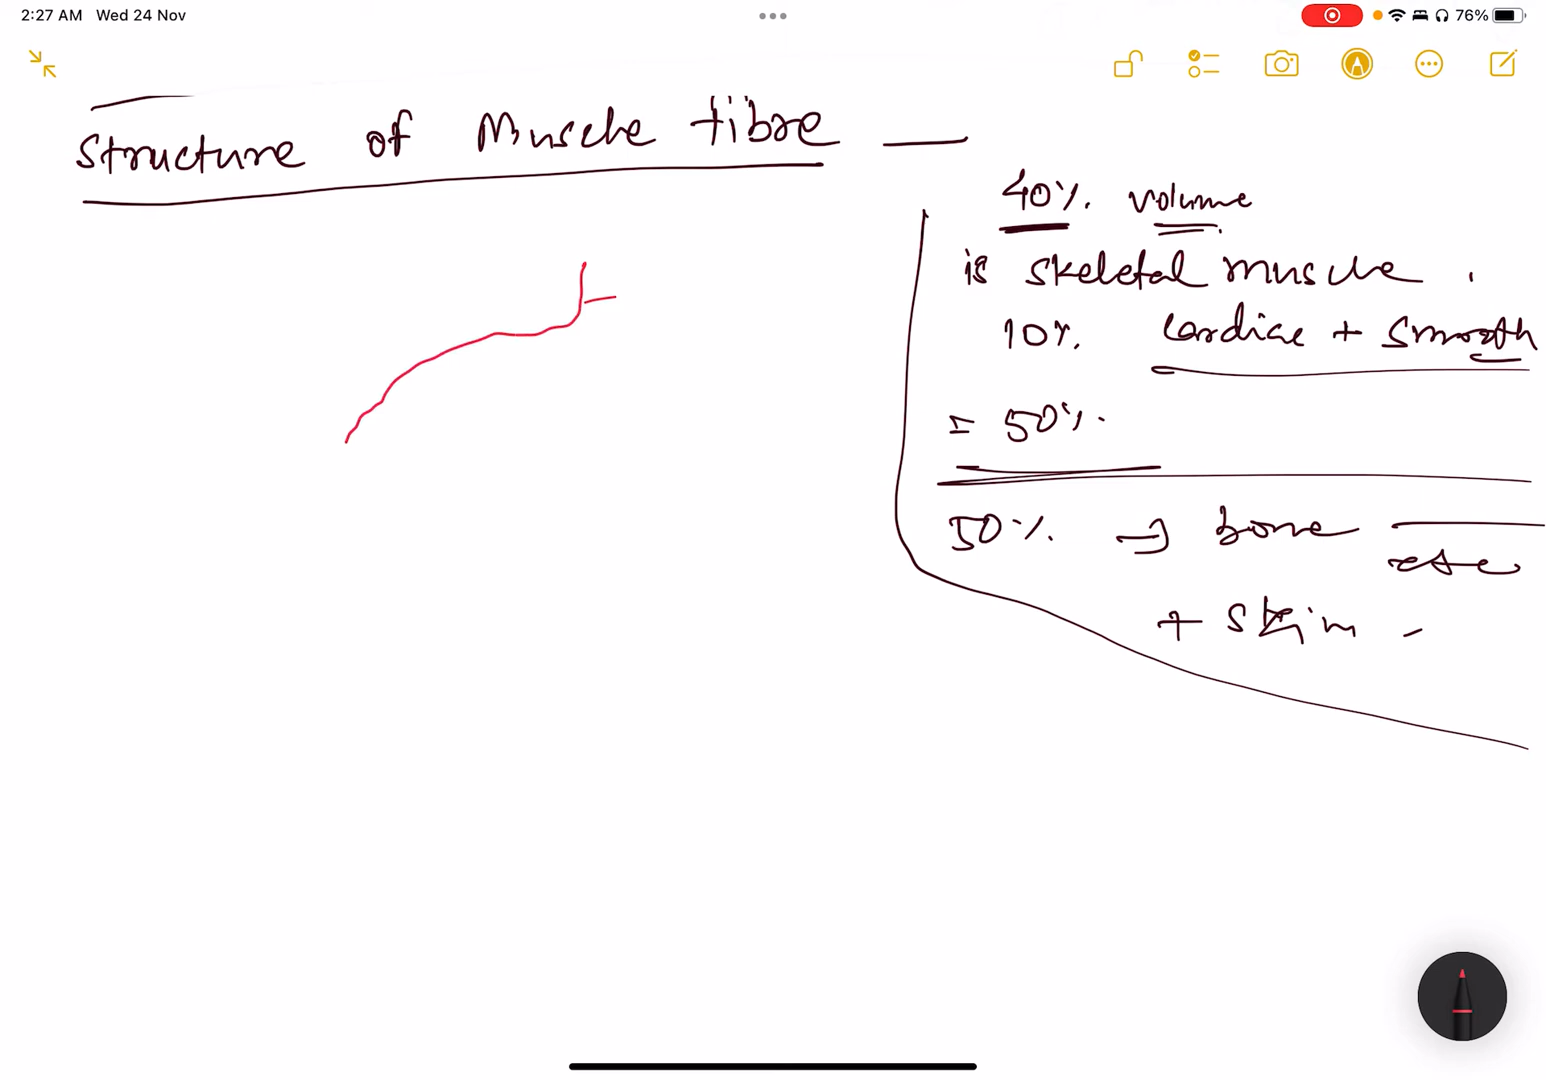 2:27 AM Wed 24 Nov
76%
Structure of Muscle fibre —
40%. volume
is skeletal muscle.
10%. cardiac + smooth
= 50%.
50%. → bone etc
+ skin -